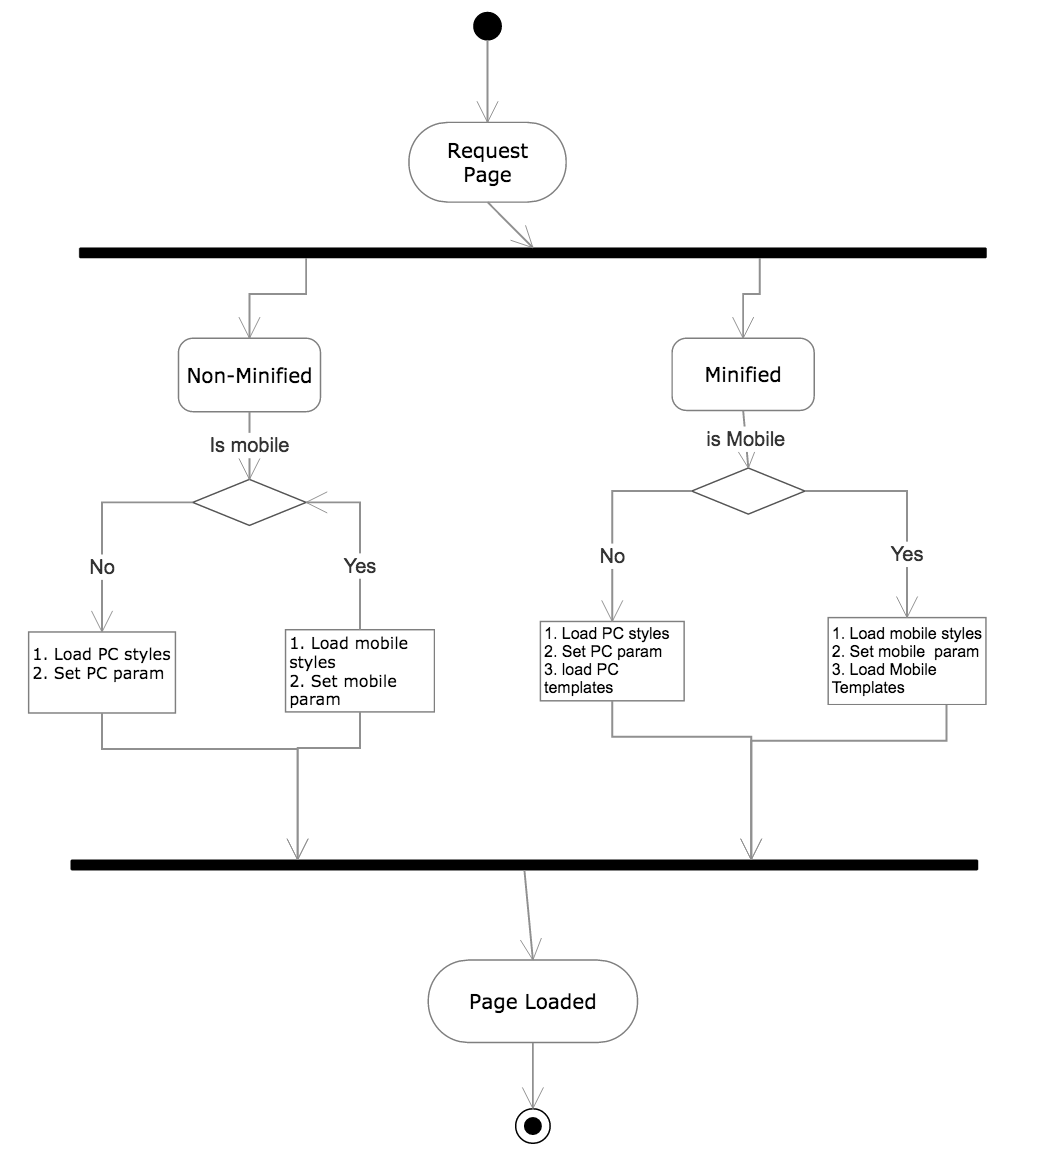 Request
Page
Non-Minified
Minified
Is mobile
is Mobile
No
Yes
No
Yes
1. Load PC styles
2. Set PC param
1. Load mobile
styles
2. Set mobile
param
1. Load PC styles
2. Set PC param
3. load PC
templates
1. Load mobile styles
2. Set mobile  param
3. Load Mobile
Templates
Page Loaded